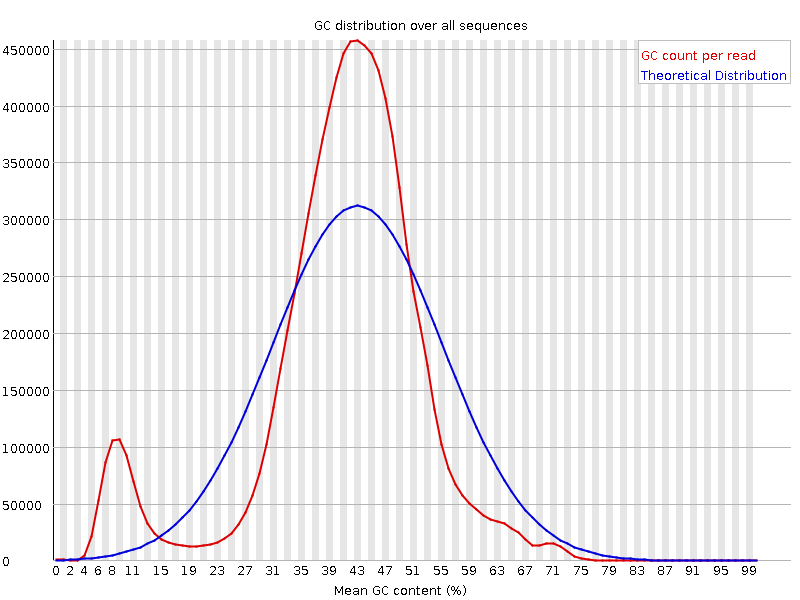 GC distribution over all sequences
GC count per read
Theoretical Distribution
450000
400000
350000
300000
250000
200000
150000
100000
50000
0
0 2 4 6 8 11 15 19 23 27 31 35 39 43 47 51 55 59 63 67 71 75 79 83 87 91 95 99
Mean GC content (%)